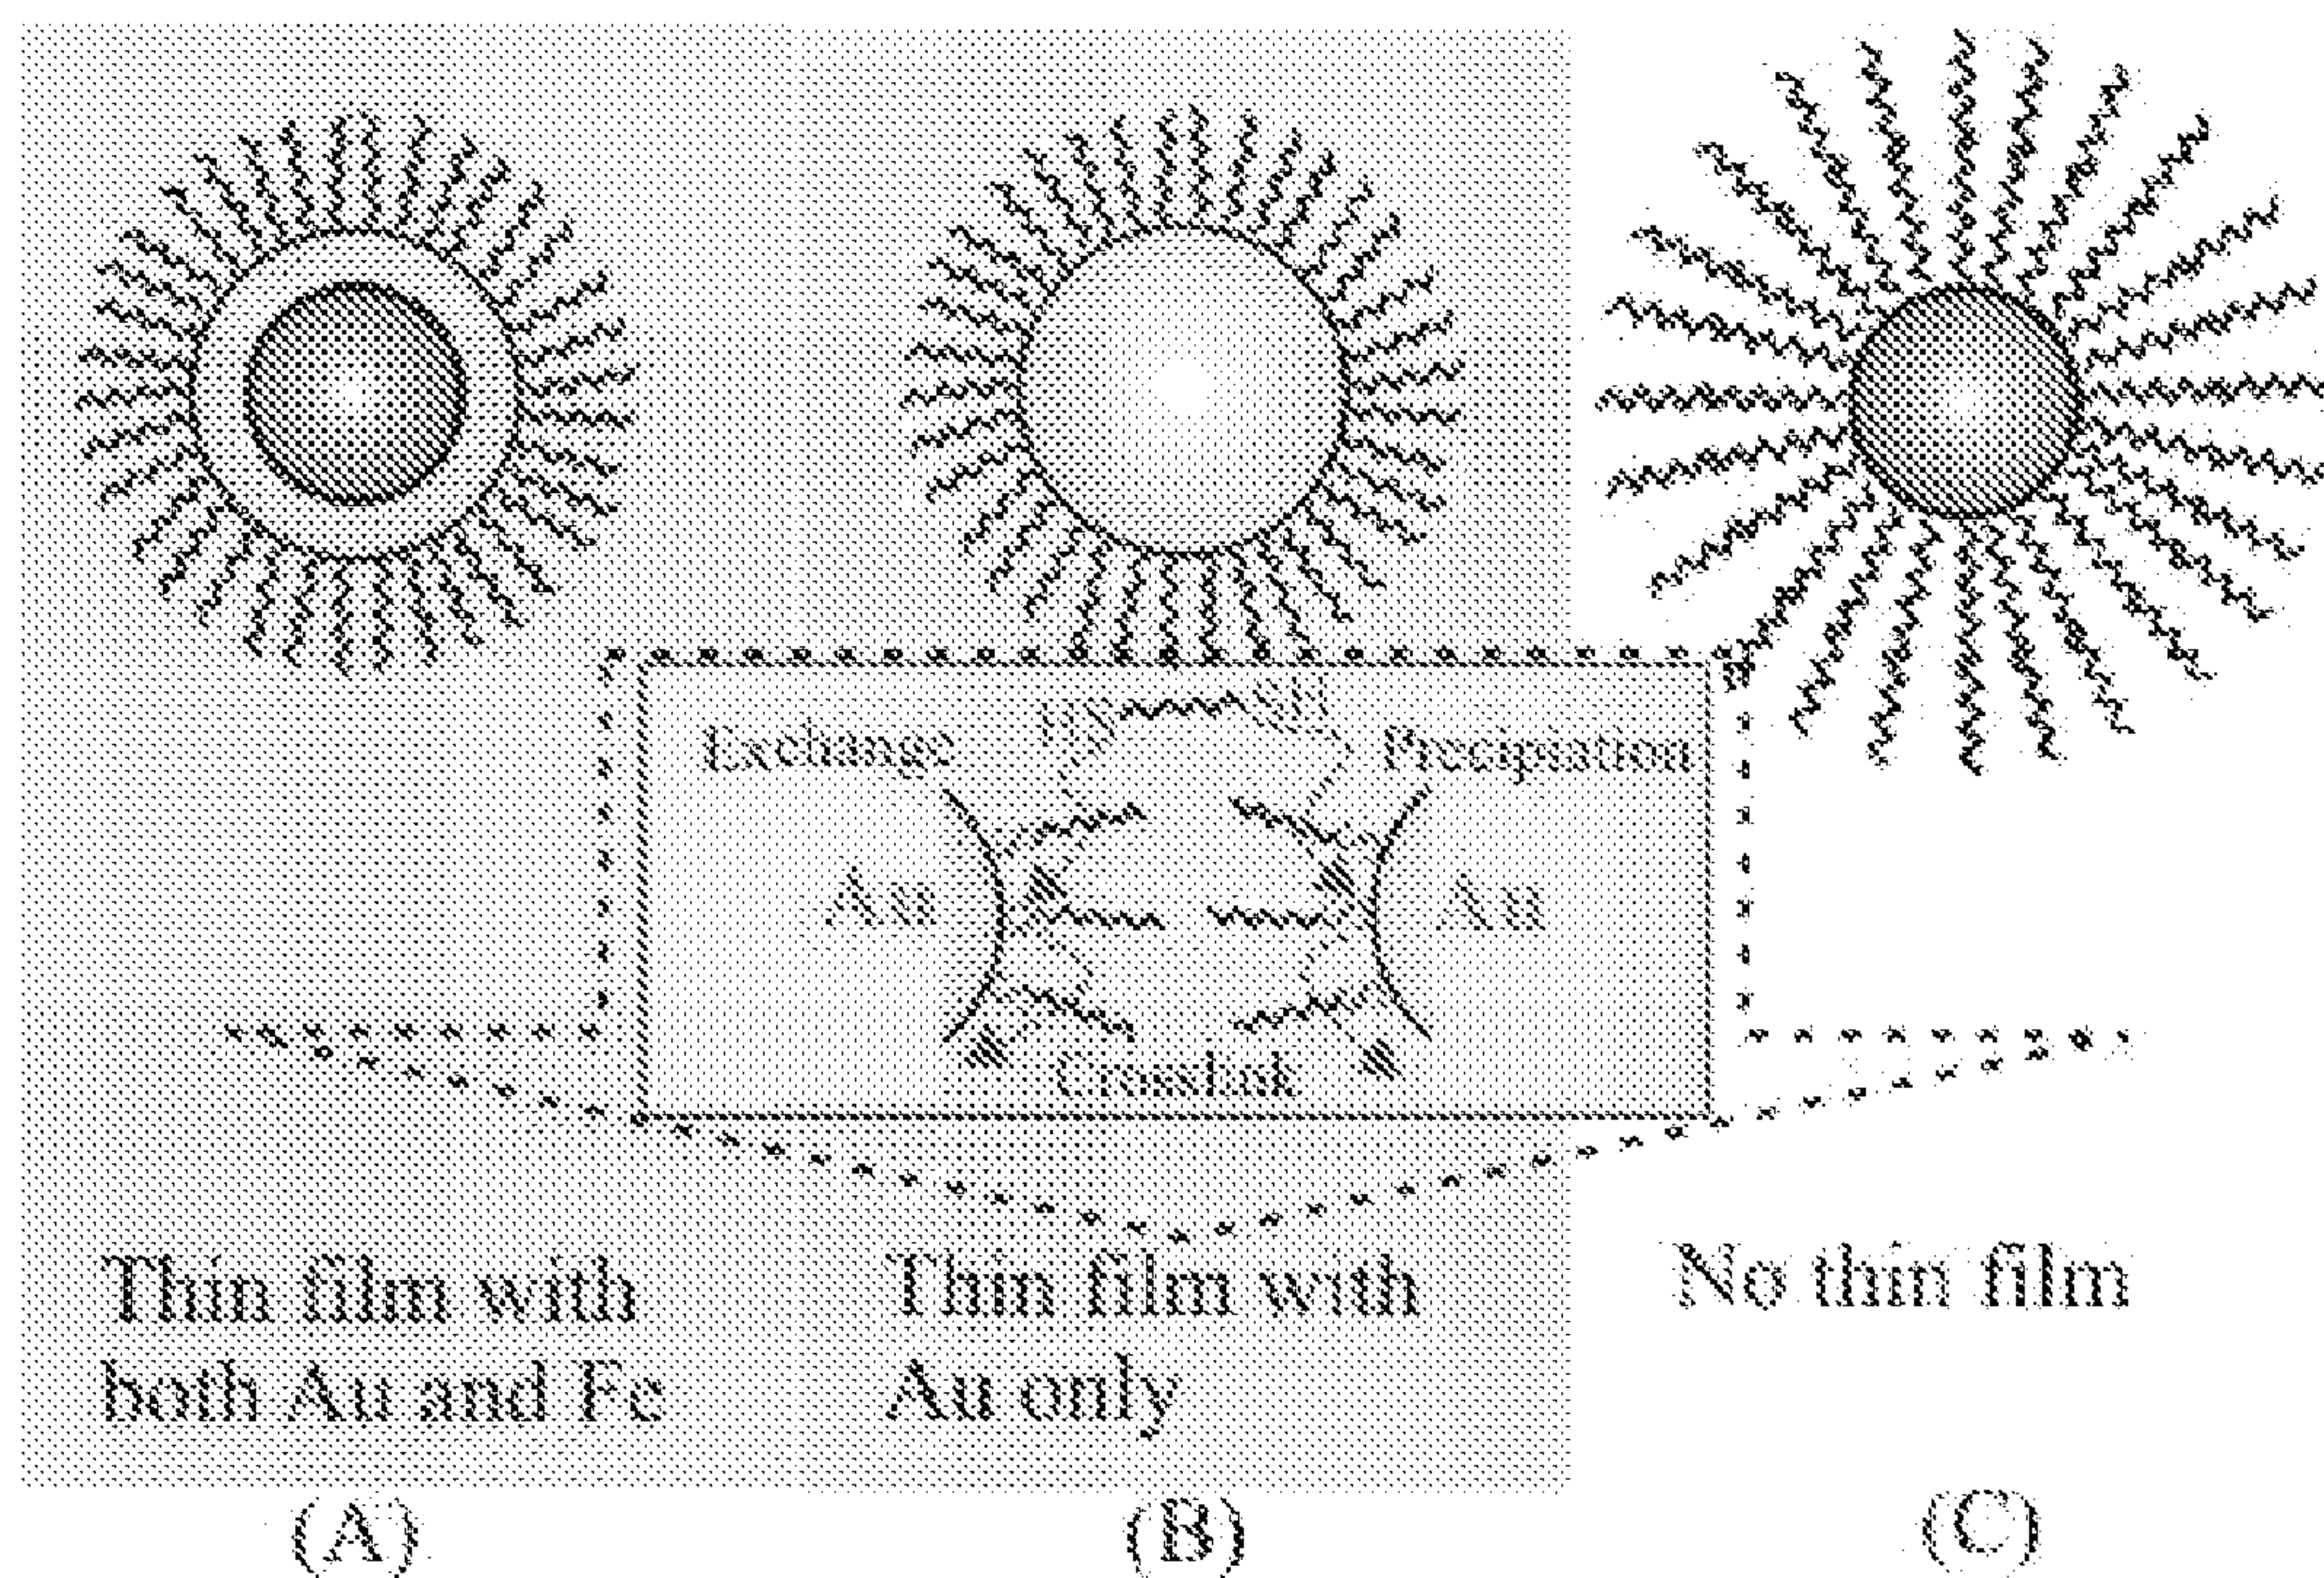 Exchange
Precipiation
Au
Au
Crosslink
Thin film with
both Au and Fe
Thin film with
Au only
No thin film
(A)
(B)
(C)